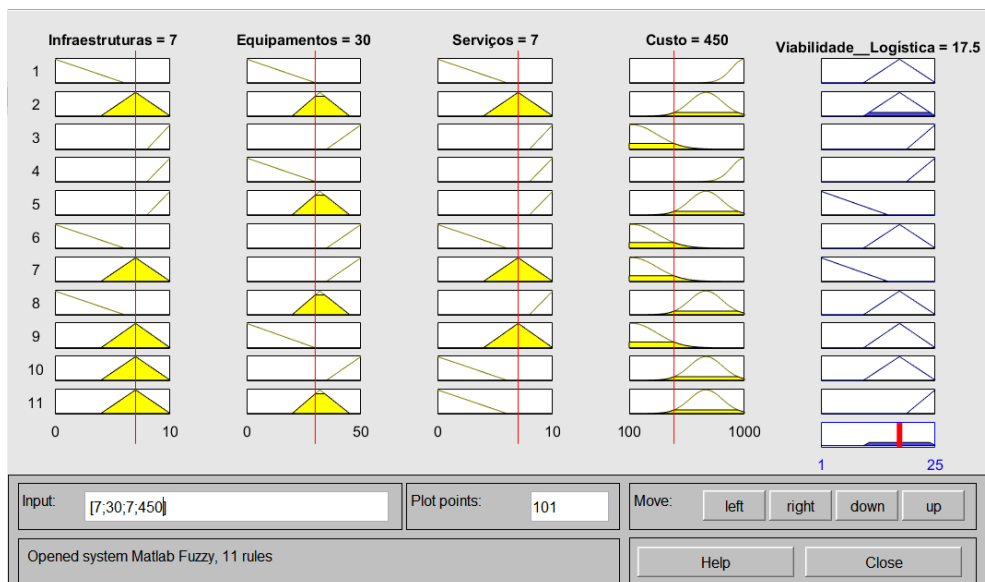 Infraestruturas = 7
Equipamentos = 30
Serviços = 7
Custo = 450
Viabilidade__Logística = 17.5
1
2
3
4
5
6
7
8
9
10
11
0 10
0 50
0 10
100 1000
1 25
Input:
[7;30;7;450]
Plot points:
101
Move:
left
right
down
up
Opened system Matlab Fuzzy, 11 rules
Help
Close